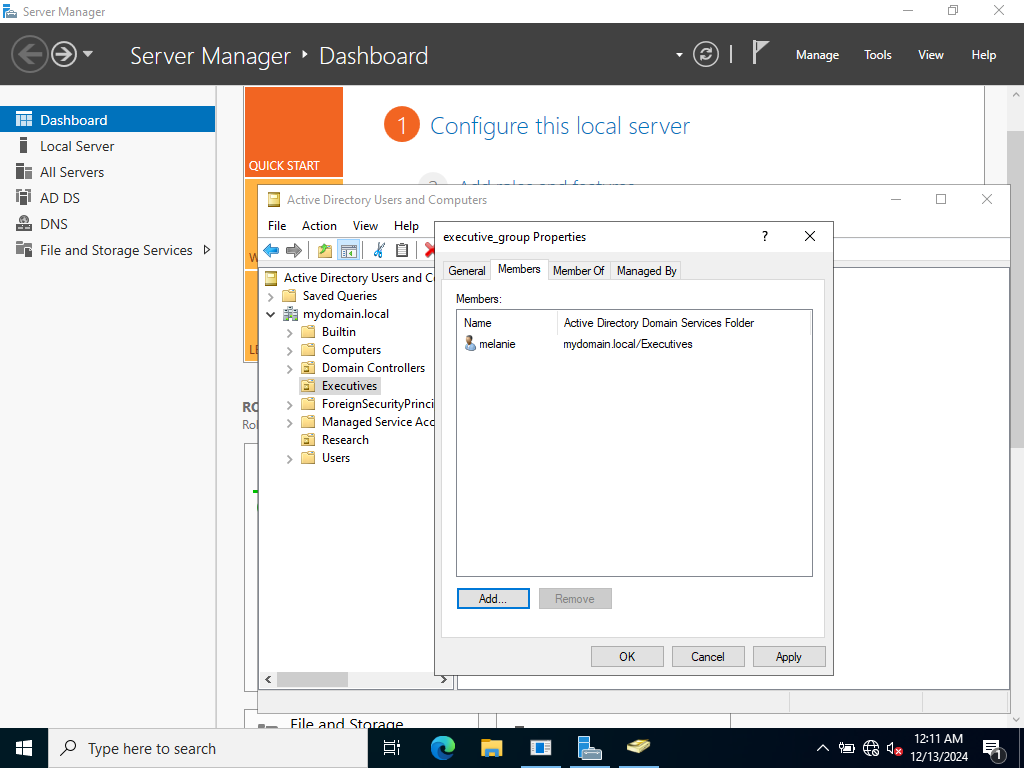 Server Manager
Server Manager • Dashboard
Manage
Tools
View
Help
Dashboard
Local Server
All Servers
AD DS
DNS
File and Storage Services
QUICK START
1
Configure this local server
Active Directory Users and Computers
File
Action
View
Help
Active Directory Users and C
Saved Queries
mydomain.local
Builtin
Computers
Domain Controllers
Executives
ForeignSecurityPrinci
Managed Service Acc
Research
Users
executive_group Properties
?
General
Members
Member Of
Managed By
Members:
Name
Active Directory Domain Services Folder
melanie
mydomain.local/Executives
Add...
Remove
OK
Cancel
Apply
File and Storage
Type here to search
12:11 AM
12/13/2024
1